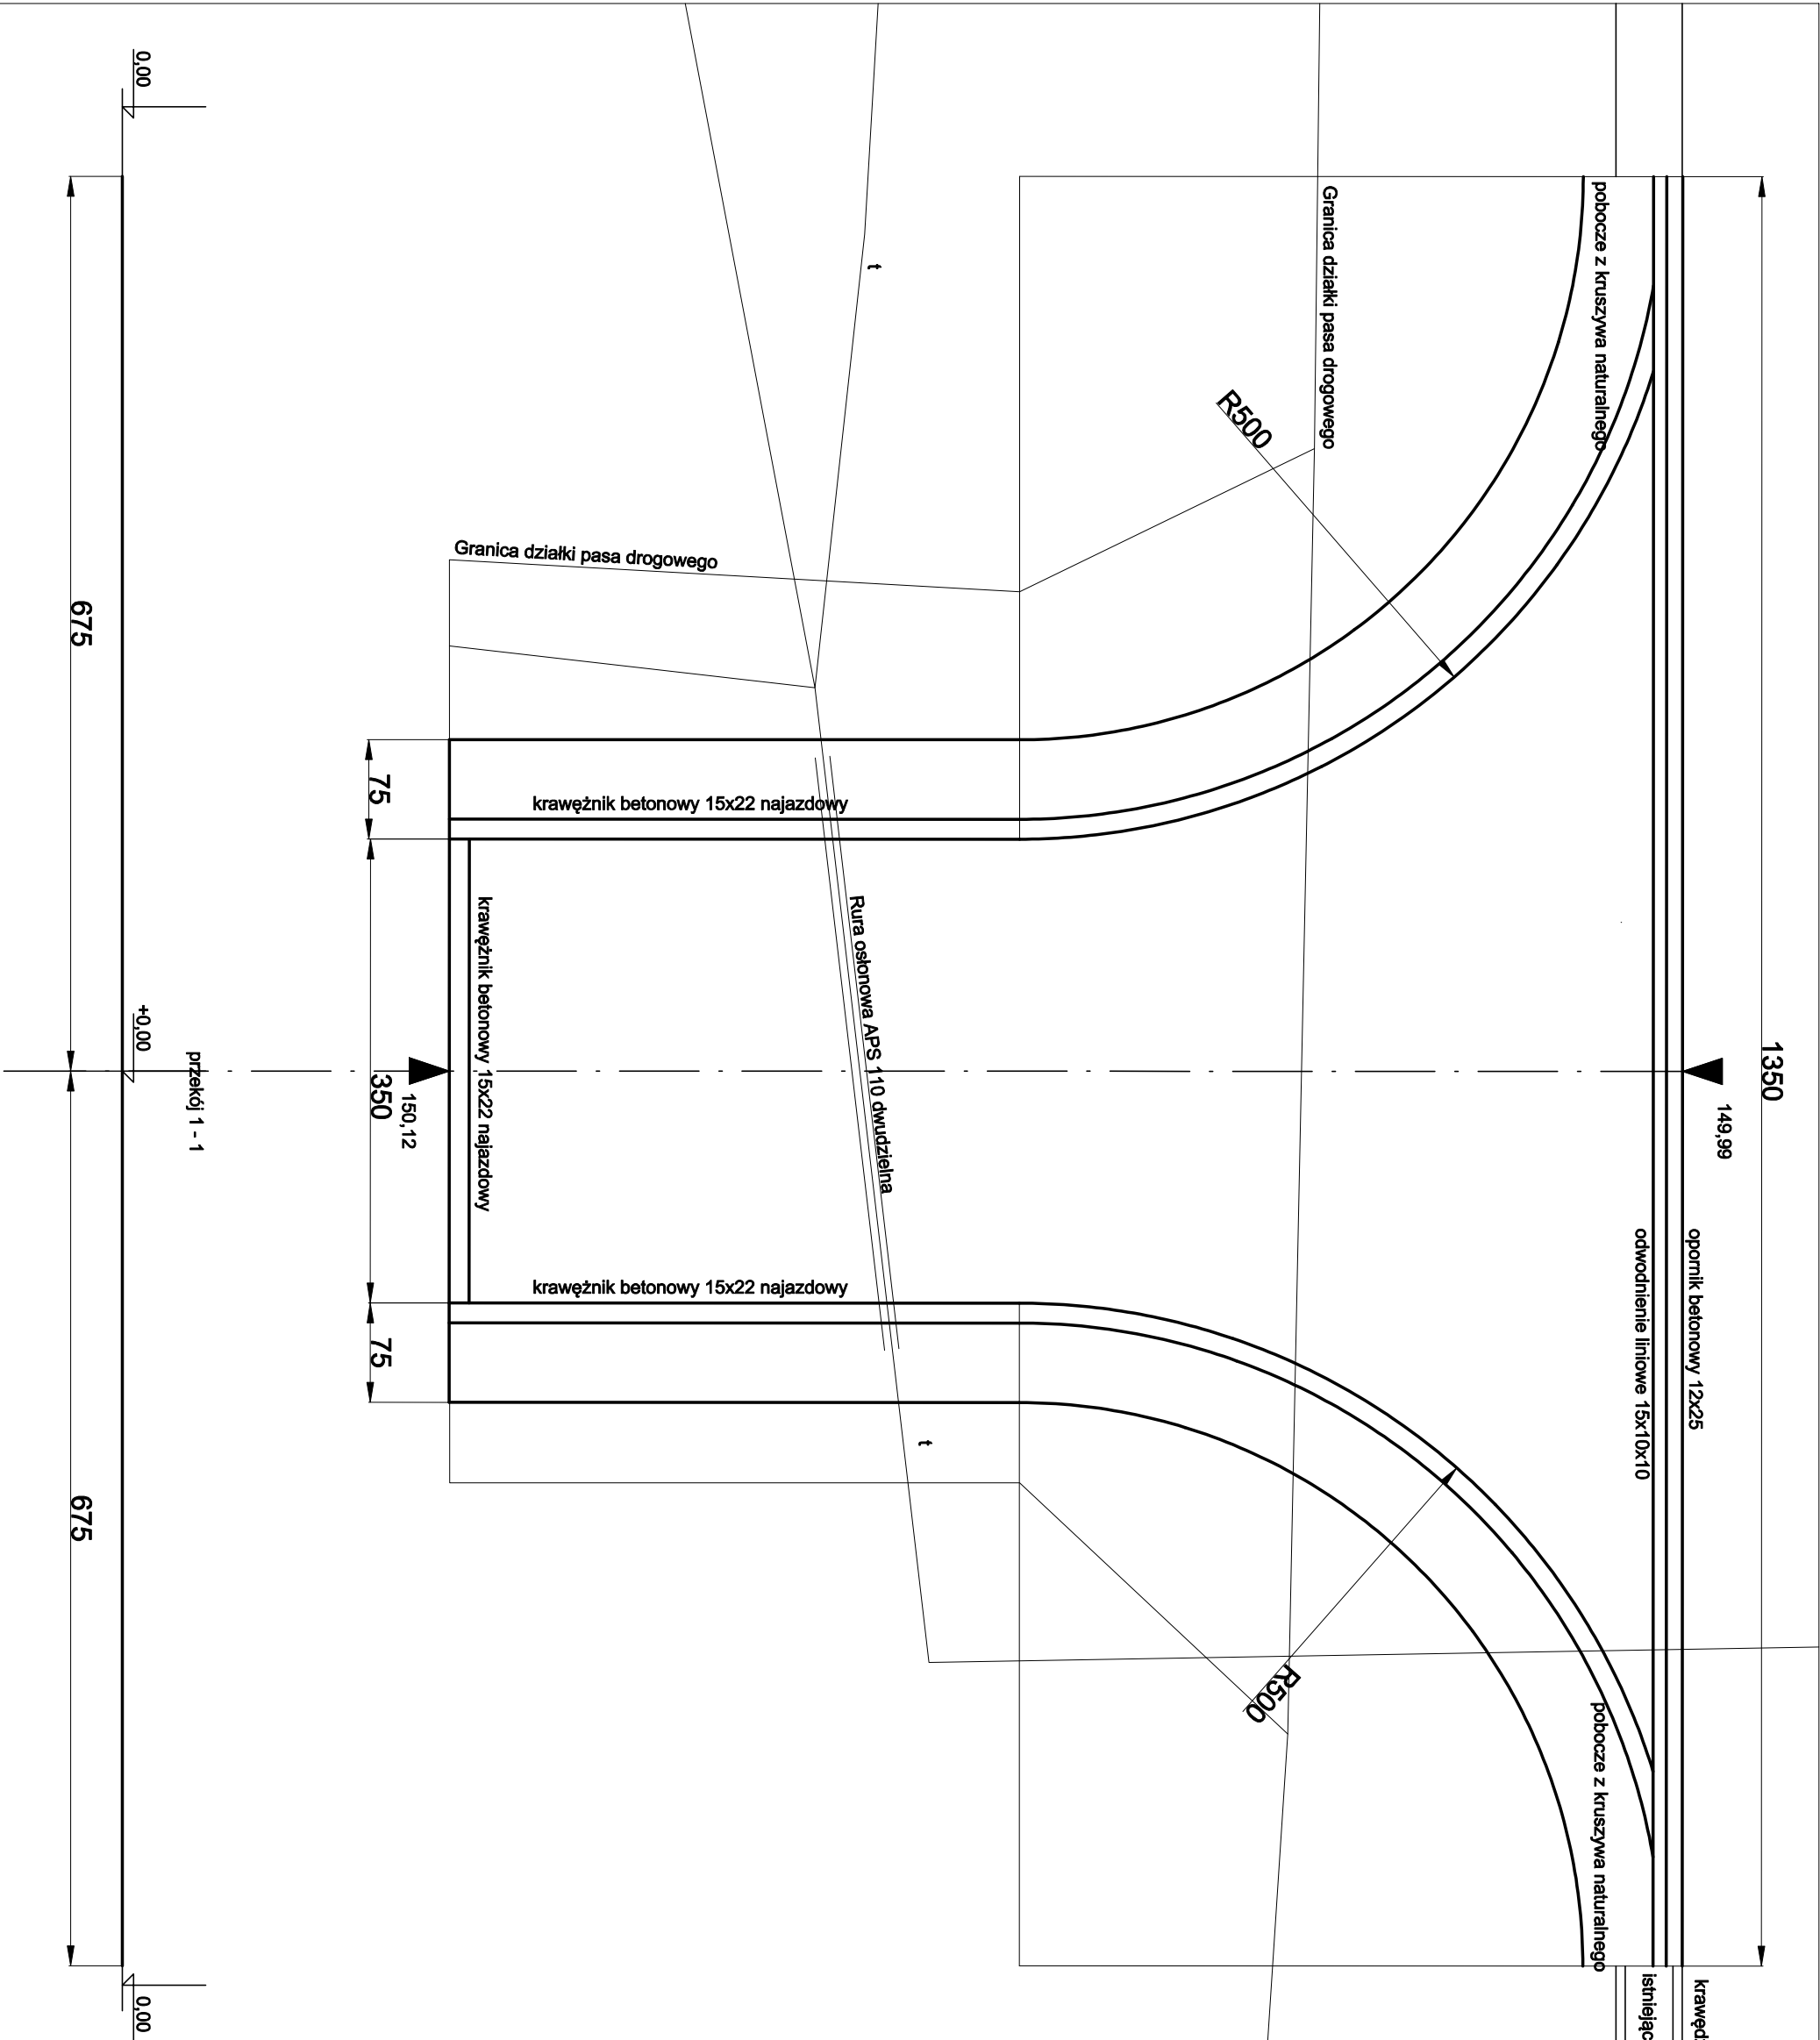 0,00
675
+0,00
przekój 1 - 1
675
0,00
Granica działki pasa drogowego
t
Granica działki pasa drogowego
pobocze z kruszywa naturalnego
R500
75
krawężnik betonowy 15x22 najazdowy
krawężnik betonowy 15x22 najazdowy
350
150,12
Rura osłonowa APS 110 dwudzielna
1350
149,99
krawężnik betonowy 15x22 najazdowy
75
t
odwodnienie liniowe 15x10x10
opornik betonowy 12x25
R500
pobocze z kruszywa naturalnego